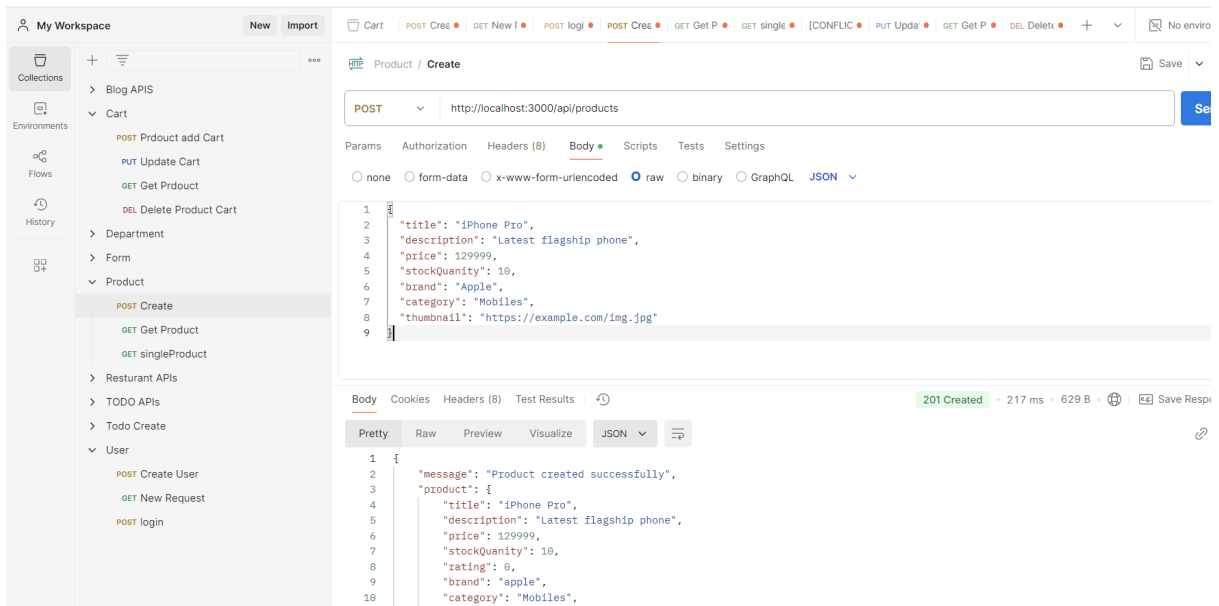 My Workspace New Import
Cart POST Crea GET New POST logi POST Crea GET Get P GET single [CONFLIC PUT Upda GET Get P DEL Delete No enviro
Collections
Environments
Flows
History
Blog APIS
Cart
POST Prdouct add Cart
PUT Update Cart
GET Get Prdouct
DEL Delete Product Cart
Department
Form
Product
POST Create
GET Get Product
GET singleProduct
Resturant APIs
TODO APIs
Todo Create
User
POST Create User
GET New Request
POST login
HTTP Product / Create Save
POST http://localhost:3000/api/products Se
Params Authorization Headers (8) Body Scripts Tests Settings
none form-data x-www-form-urlencoded raw binary GraphQL JSON
1 {
2 "title": "iPhone Pro",
3 "description": "Latest flagship phone",
4 "price": 129999,
5 "stockQuanity": 10,
6 "brand": "Apple",
7 "category": "Mobiles",
8 "thumbnail": "https://example.com/img.jpg"
9 }
Body Cookies Headers (8) Test Results 201 Created 217 ms 629 B e.g. Save Respo
Pretty Raw Preview Visualize JSON
1 {
2 "message": "Product created successfully",
3 "product": {
4 "title": "iPhone Pro",
5 "description": "Latest flagship phone",
6 "price": 129999,
7 "stockQuanity": 10,
8 "rating": 0,
9 "brand": "apple",
10 "category": "Mobiles",